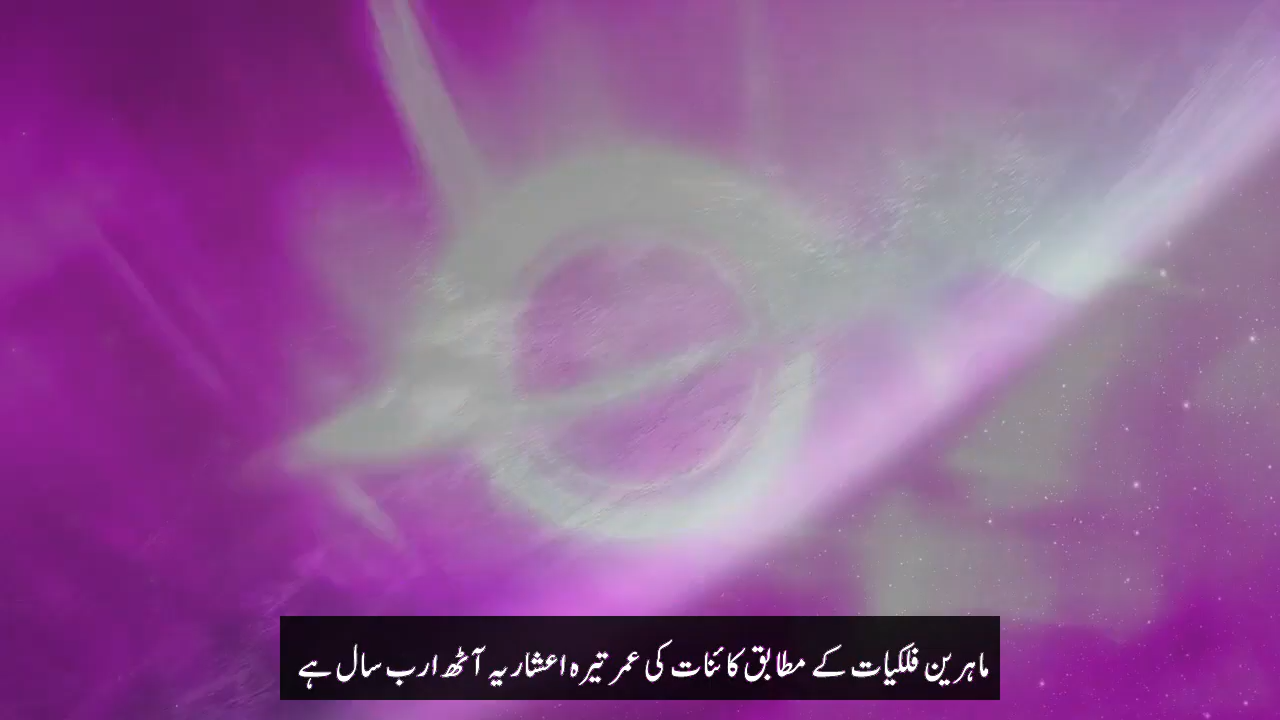 ماہرین فلکیات کے مطابق کائنات کی عمر تیرہ اعشاریہ آٹھ ارب سال ہے